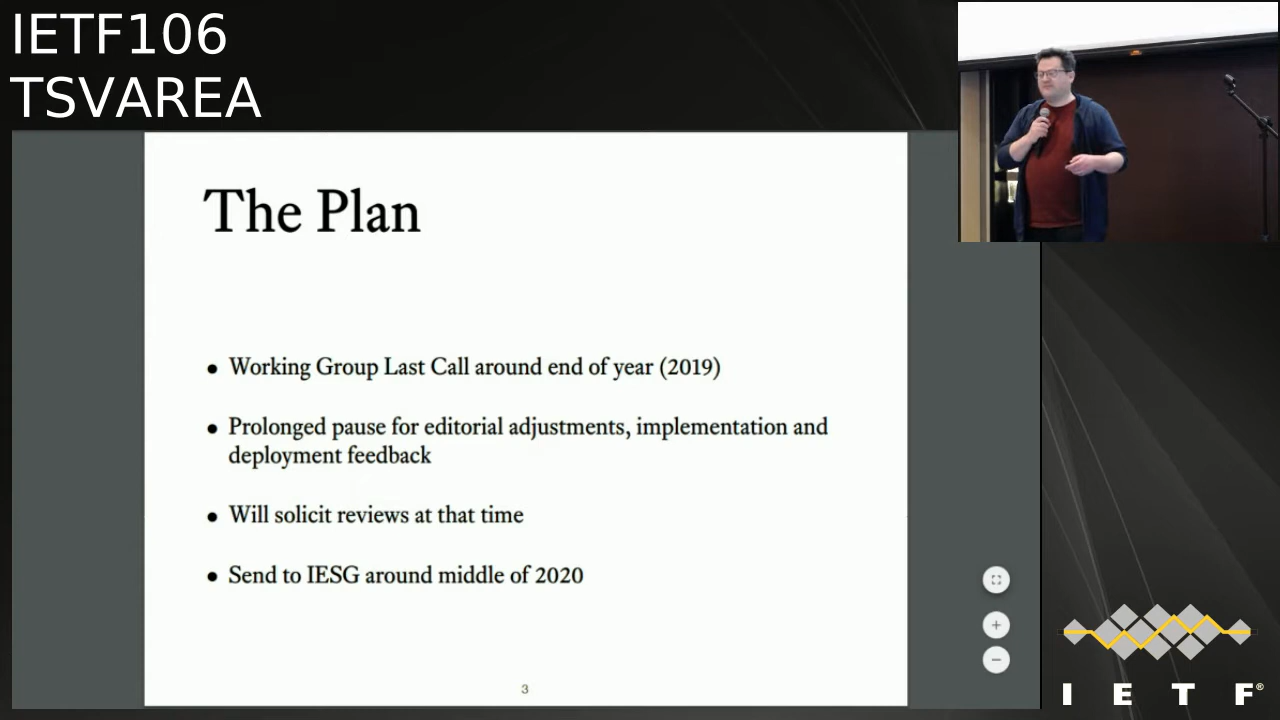 IETF106
TSVAREA
The Plan
● Working Group Last Call around end of year (2019)
● Prolonged pause for editorial adjustments, implementation and
deployment feedback
● Will solicit reviews at that time
● Send to IESG around middle of 2020
3
I E T F®